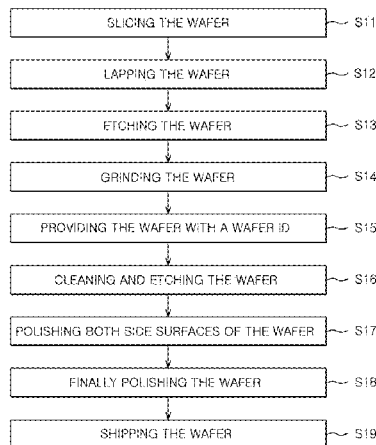 SLICING THE WAFER S11
LAPPING THE WAFER S12
ETCHING THE WAFER S13
GRINDING THE WAFER S14
PROVIDING THE WAFER WITH A WAFER ID S15
CLEANING AND ETCHING THE WAFER S16
POLISHING BOTH SIDE SURFACES OF THE WAFER S17
FINALLY POLISHING THE WAFER S18
SHIPPING THE WAFER S19